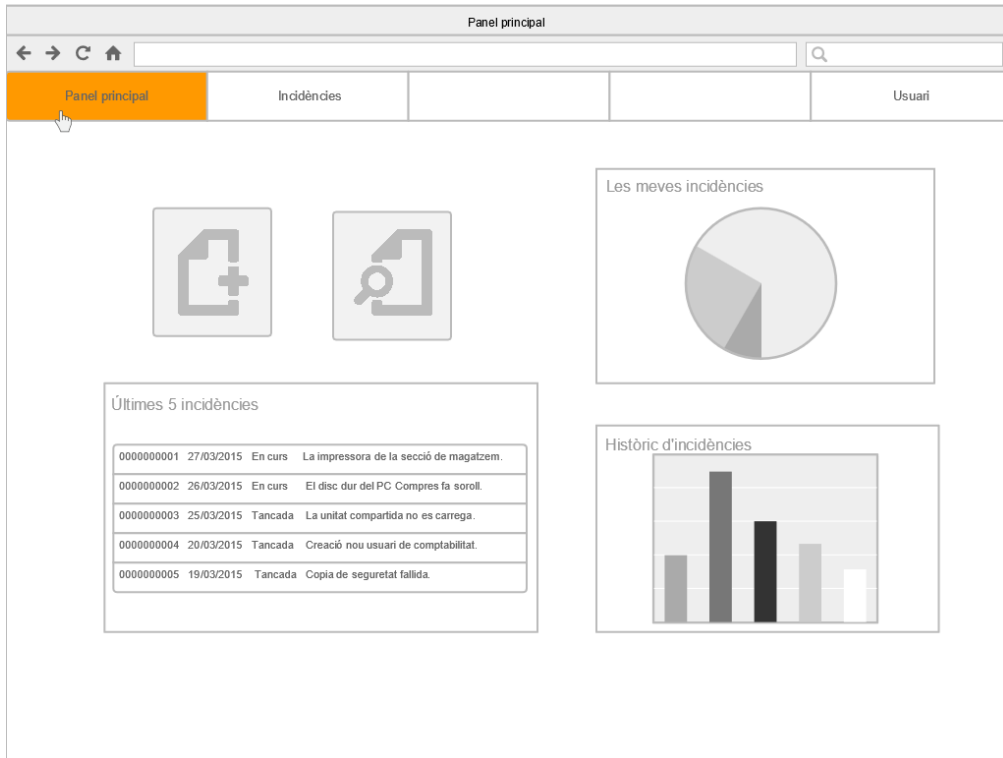 Panel principal
Panel principal
Incidències
Usuari
Les meves incidències
Últimes 5 incidències
0000000001 27/03/2015 En curs La impressora de la secció de magatzem.
0000000002 26/03/2015 En curs El disc dur del PC Compres fa soroll.
0000000003 25/03/2015 Tancada La unitat compartida no es carrega.
0000000004 20/03/2015 Tancada Creació nou usuari de comptabilitat.
0000000005 19/03/2015 Tancada Copia de seguretat fallida.
Històric d'incidències